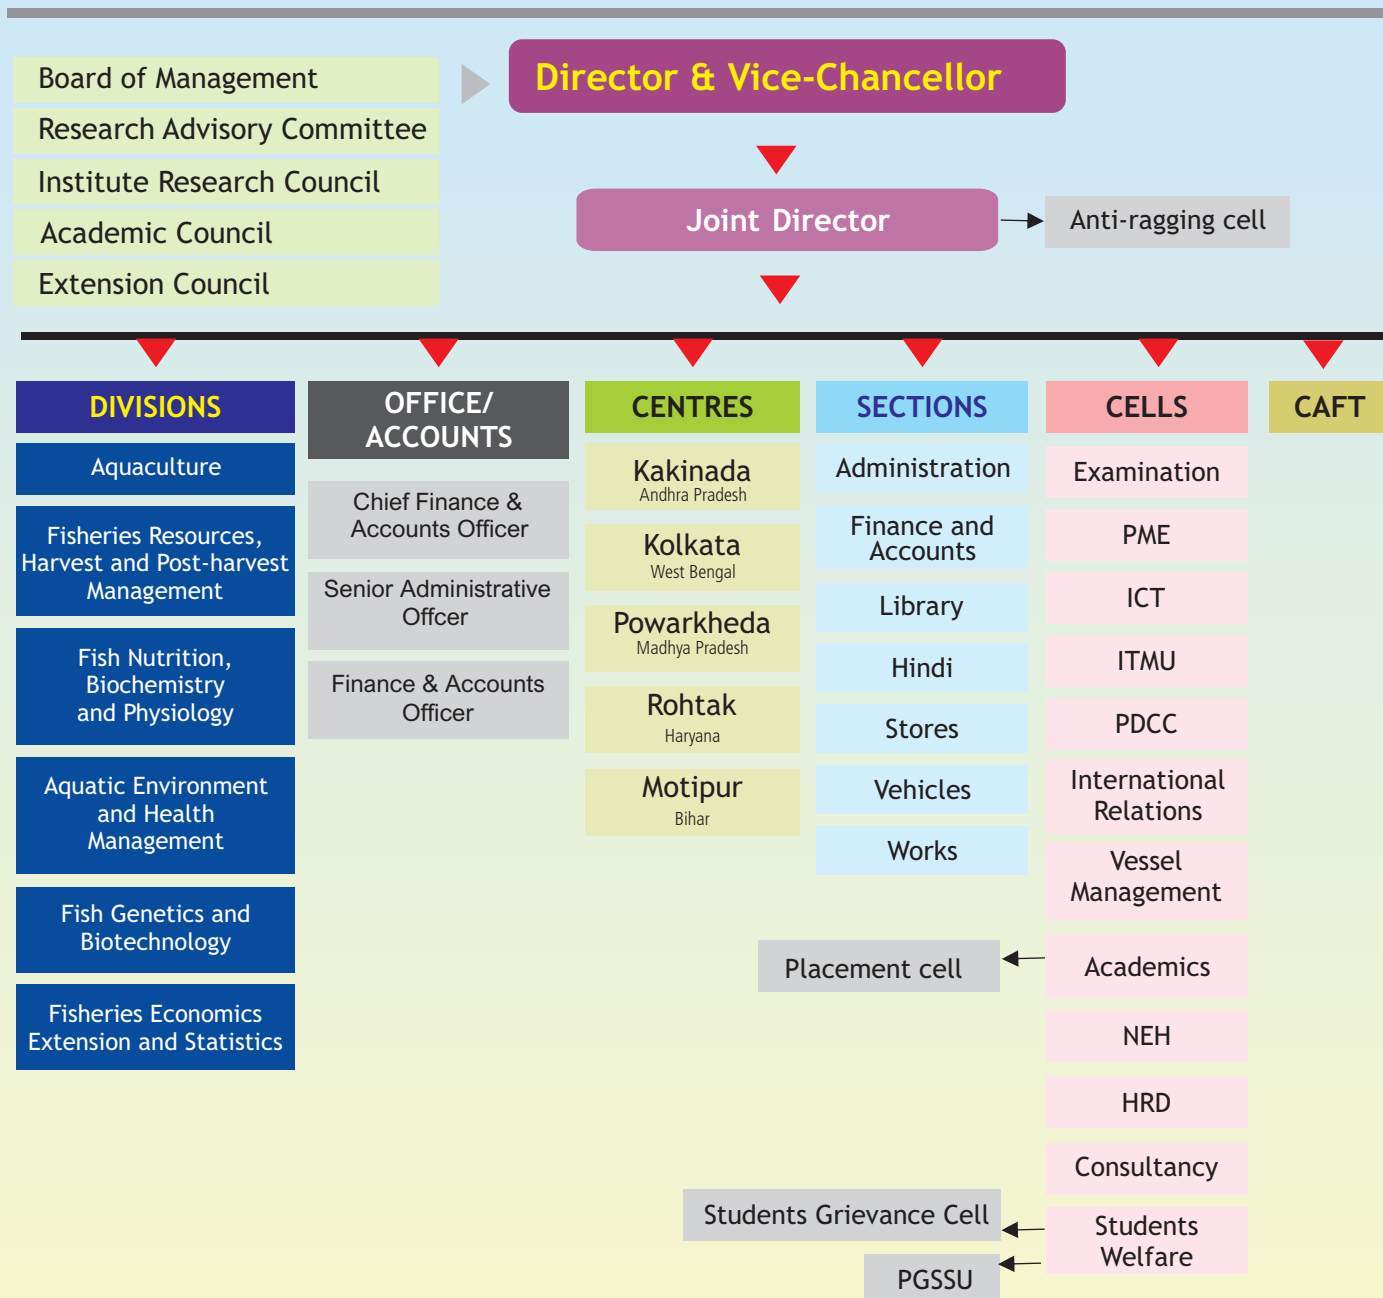 Board of Management
Research Advisory Committee
Institute Research Council
Academic Council
Extension Council
Director & Vice-Chancellor
Joint Director
Anti-ragging cell
DIVISIONS
Aquaculture
Fisheries Resources,
Harvest and Post-harvest
Management
Fish Nutrition,
Biochemistry
and Physiology
Aquatic Environment
and Health
Management
Fish Genetics and
Biotechnology
Fisheries Economics
Extension and Statistics
OFFICE/
ACCOUNTS
Chief Finance &
Accounts Officer
Senior Administrative
Offcer
Finance & Accounts
Officer
CENTRES
Kakinada
Andhra Pradesh
Kolkata
West Bengal
Powarkheda
Madhya Pradesh
Rohtak
Haryana
Motipur
Bihar
SECTIONS
Administration
Finance and
Accounts
Library
Hindi
Stores
Vehicles
Works
CELLS
Examination
PME
ICT
ITMU
PDCC
International
Relations
Vessel
Management
Academics
Placement cell
NEH
HRD
Consultancy
Students
Welfare
Students Grievance Cell
PGSSU
CAFT